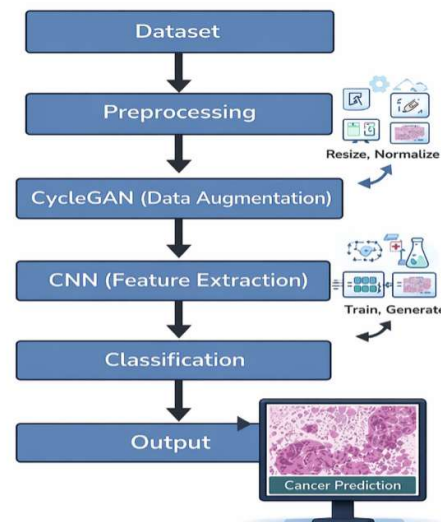 Dataset
Preprocessing
Resize, Normalize
CycleGAN (Data Augmentation)
CNN (Feature Extraction)
Train, Generate
Classification
Output
Cancer Prediction